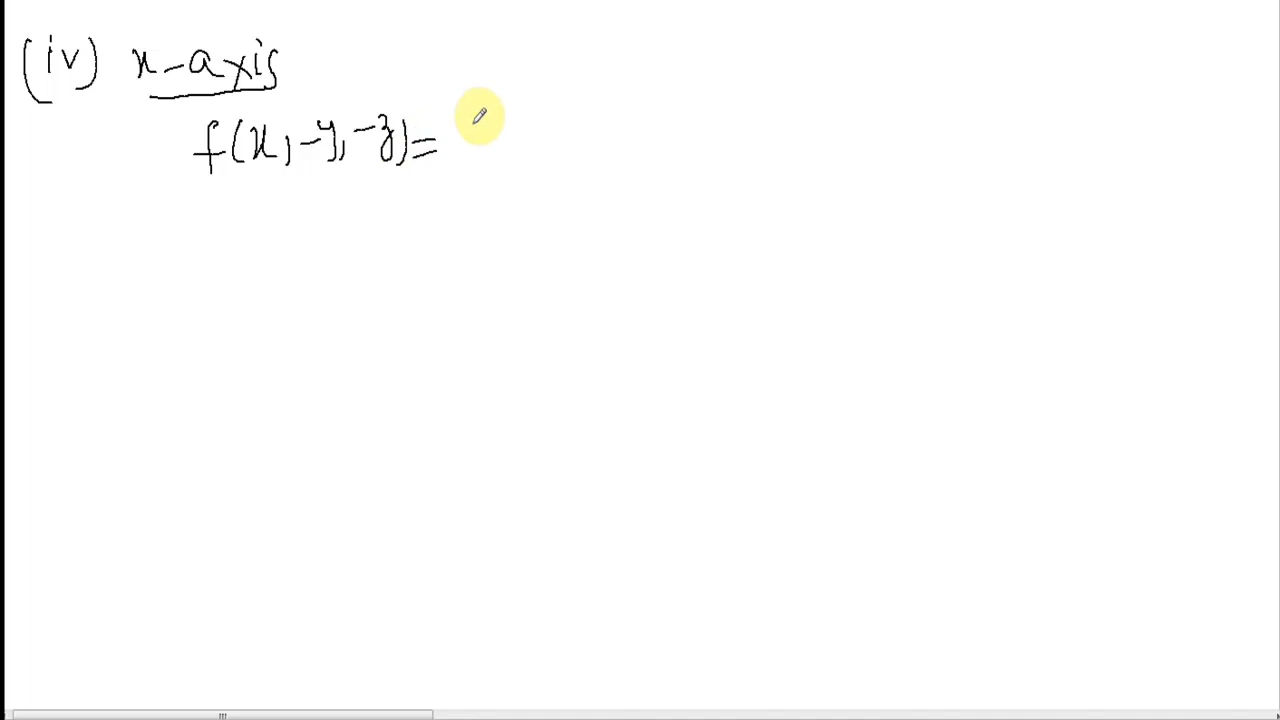 (iv) x-axis
f(x, -y, -z) =